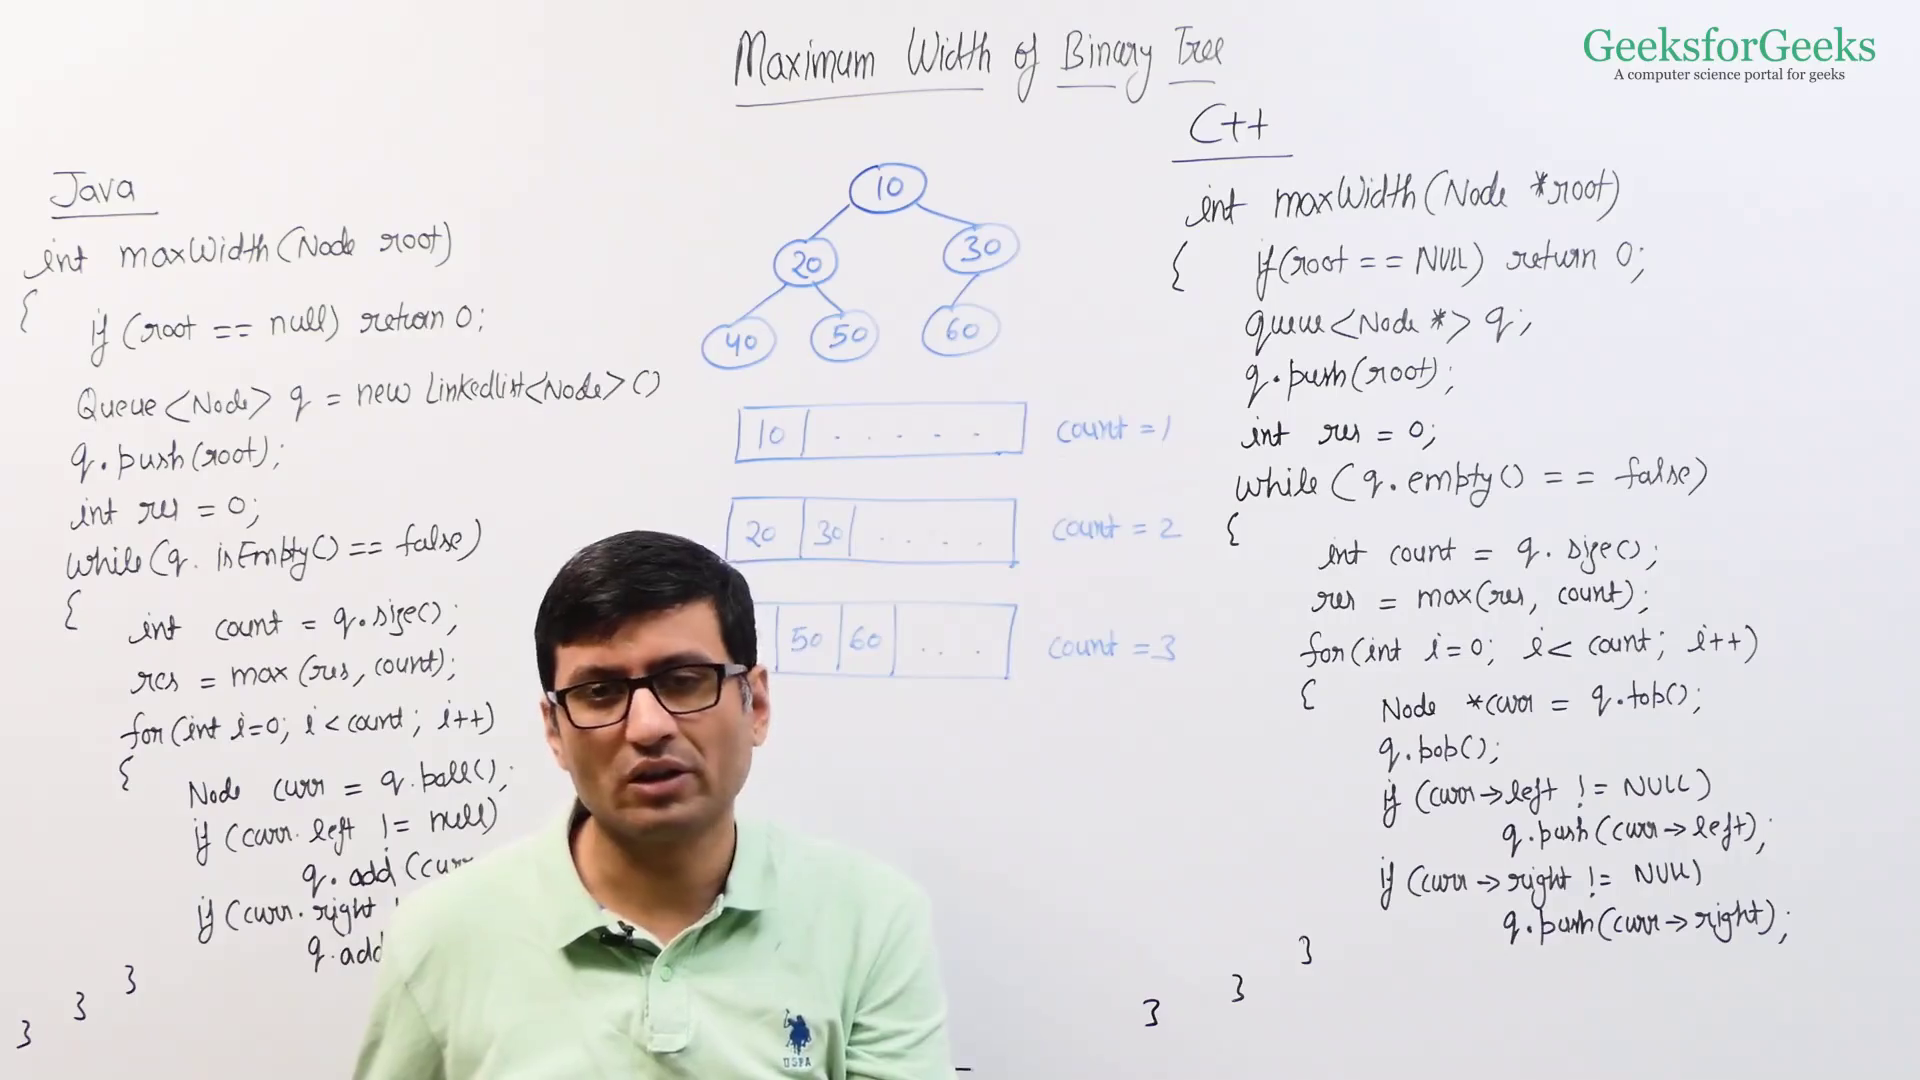 Maximum Width of Binary Tree
GeeksforGeeks
A computer science portal for geeks
Java
int maxWidth(Node root)
{
if (root == null) return 0;
Queue<Node> q = new LinkedList<Node>()
q.push(root);
int res = 0;
while(q. isEmpty() == false)
{
int count = q.size();
res = max (res, count);
for(int i=0; i < count; i++)
{
Node curr = q.poll();
if (curr. left != null)
q. add (curr
if (curr. right
q.add
}
}
}
10
20
30
40
50
60
10 . . . . .
count = 1
20 30 . . . .
count = 2
50 60 . . .
count = 3
C++
int maxWidth(Node *root)
{
if(root == NULL) return 0;
queue<Node *> q;
q.push(root);
int res = 0;
while (q. empty() == false)
{
int count = q. size();
res = max(res, count);
for(int i=0; i< count; i++)
{
Node *curr = q.top();
q.pop();
if (curr->left != NULL)
q.push(curr->left);
if (curr->right != NULL)
q.push(curr->right);
}
}
}
USPA